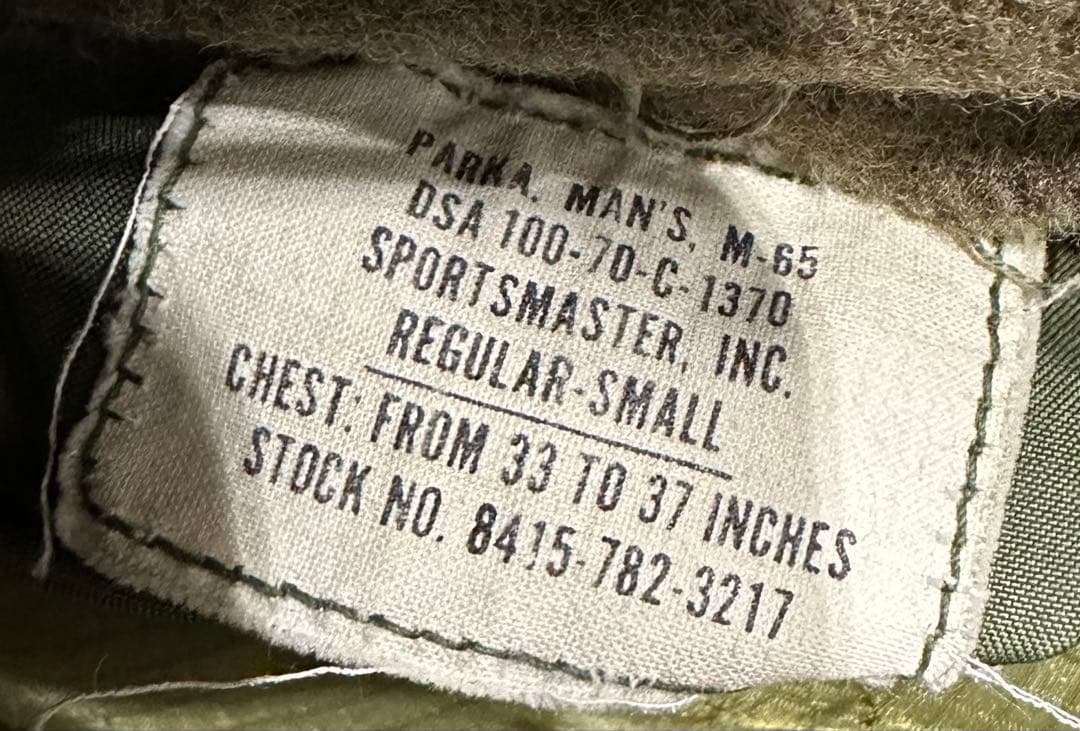 PARKA, MAN'S, M-65
DSA 100-70-C-1370
SPORTSMASTER, INC.
REGULAR-SMALL
CHEST: FROM 33 TO 37 INCHES
STOCK NO. 8415-782-3217